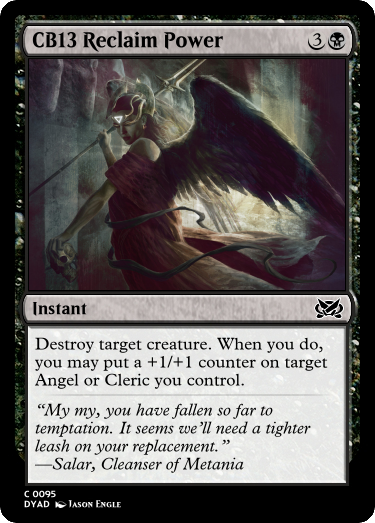 CB13 Reclaim Power 3
Instant
Destroy target creature. When you do,
you may put a +1/+1 counter on target
Angel or Cleric you control.
“My my, you have fallen so far to
temptation. It seems we’ll need a tighter
leash on your replacement.”
—Salar, Cleanser of Metania
C 0095
DYAD Jason Engle